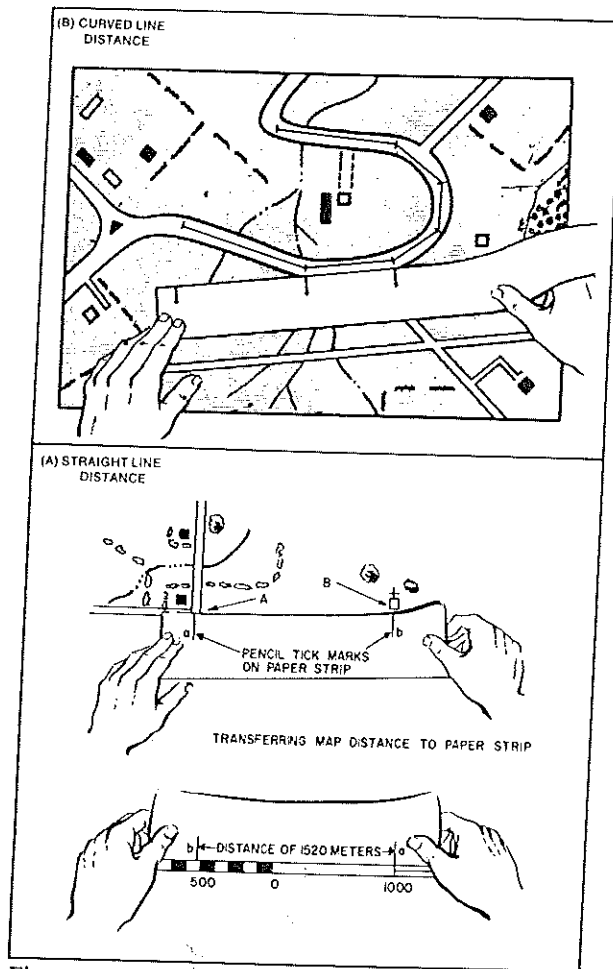 (B) CURVED LINE
DISTANCE
(A) STRAIGHT LINE
DISTANCE
A
B
a
b
PENCIL TICK MARKS
ON PAPER STRIP
TRANSFERRING MAP DISTANCE TO PAPER STRIP
b DISTANCE OF 1520 METERS a
500 0 1000